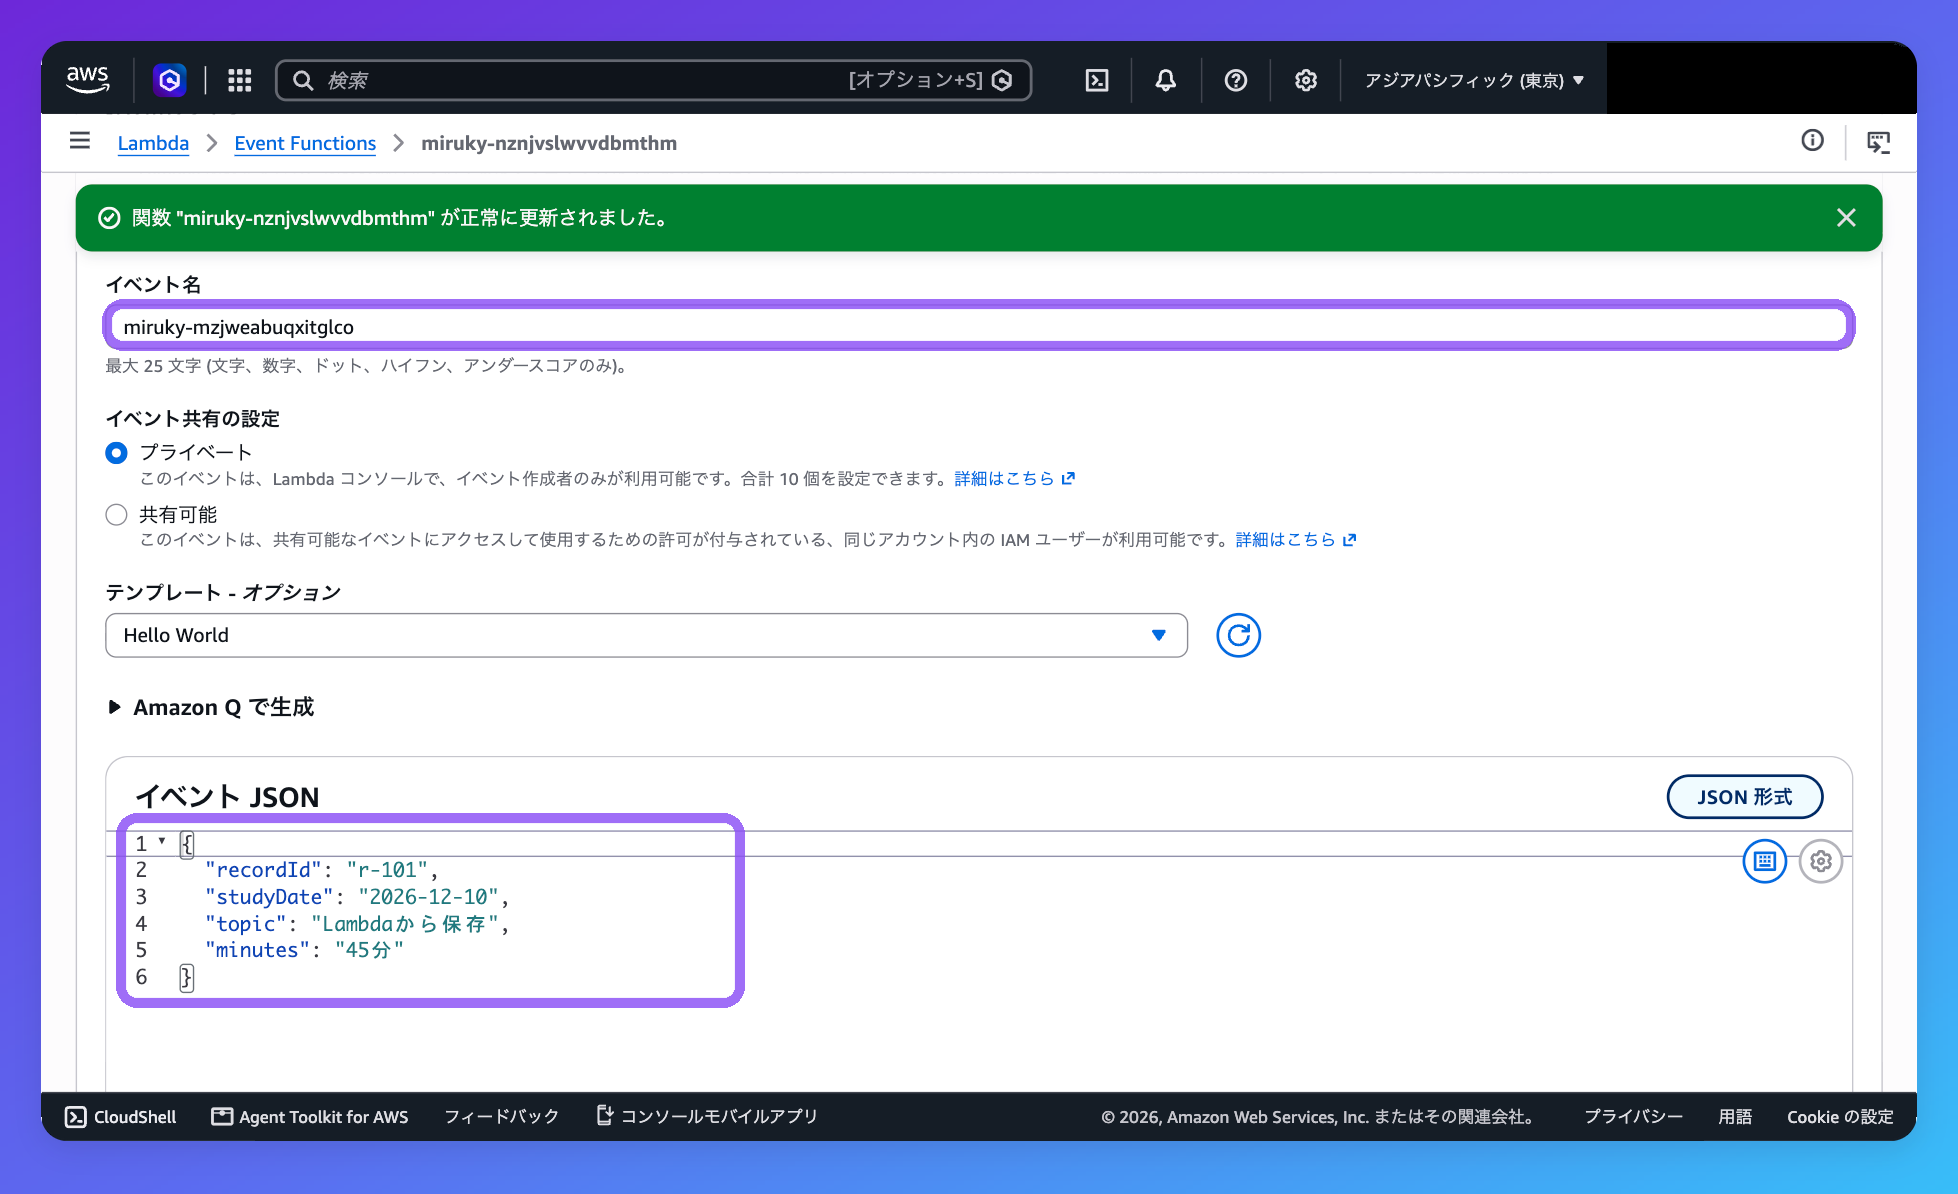 aws
検索
[オプション+S]
アジアパシフィック (東京)
Lambda
Event Functions
miruky-nznjvslwvvdbmthm
関数 "miruky-nznjvslwvvdbmthm" が正常に更新されました。
イベント名
miruky-mzjweabuqxitglco
最大 25 文字 (文字、数字、ドット、ハイフン、アンダースコアのみ)。
イベント共有の設定
プライベート
このイベントは、Lambda コンソールで、イベント作成者のみが利用可能です。合計 10 個を設定できます。詳細はこちら
共有可能
このイベントは、共有可能なイベントにアクセスして使用するための許可が付与されている、同じアカウント内の IAM ユーザーが利用可能です。詳細はこちら
テンプレート - オプション
Hello World
Amazon Q で生成
イベント JSON
JSON 形式
1 {
2 "recordId": "r-101",
3 "studyDate": "2026-12-10",
4 "topic": "Lambdaから保存",
5 "minutes": "45分"
6 }
CloudShell
Agent Toolkit for AWS
フィードバック
コンソールモバイルアプリ
© 2026, Amazon Web Services, Inc. またはその関連会社。
プライバシー
用語
Cookie の設定